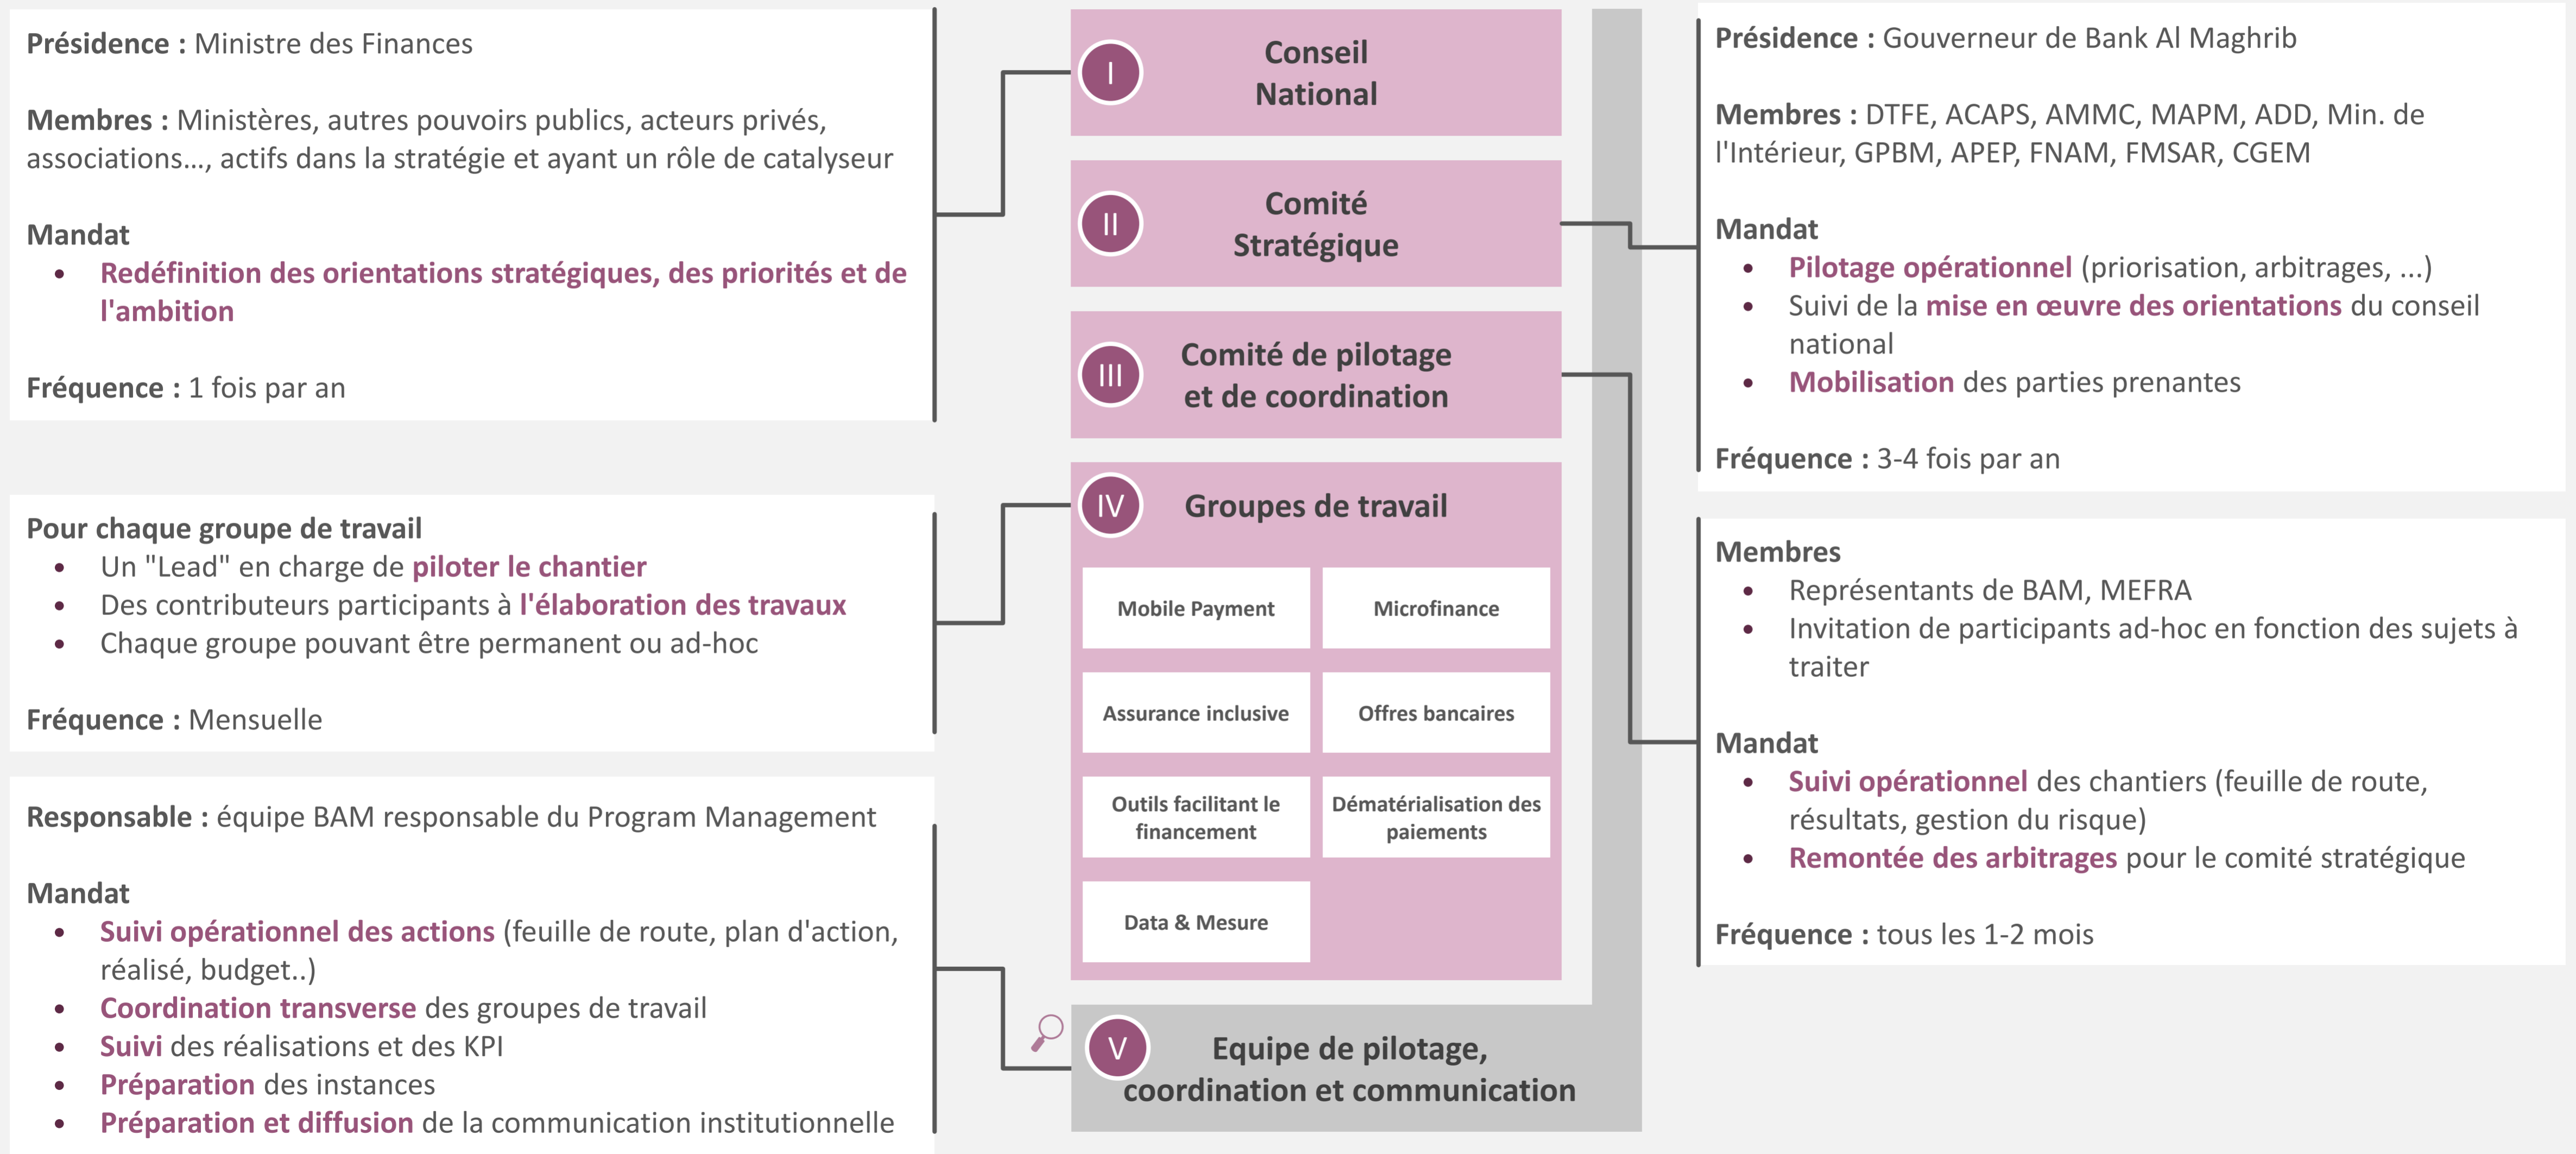 Présidence : Ministre des Finances
Membres : Ministères, autres pouvoirs publics, acteurs privés,
associations..., actifs dans la stratégie et ayant un rôle de catalyseur
Mandat
• Redéfinition des orientations stratégiques, des priorités et de
l'ambition
Fréquence : 1 fois par an
Pour chaque groupe de travail
• Un "Lead" en charge de piloter le chantier
• Des contributeurs participants à l'élaboration des travaux
• Chaque groupe pouvant être permanent ou ad-hoc
Fréquence : Mensuelle
Responsable : équipe BAM responsable du Program Management
Mandat
• Suivi opérationnel des actions (feuille de route, plan d'action,
réalisé, budget..)
• Coordination transverse des groupes de travail
• Suivi des réalisations et des KPI
• Préparation des instances
• Préparation et diffusion de la communication institutionnelle
I
Conseil
National
II
Comité
Stratégique
III
Comité de pilotage
et de coordination
IV
Groupes de travail
Mobile Payment
Microfinance
Assurance inclusive
Offres bancaires
Outils facilitant le
financement
Dématérialisation des
paiements
Data & Mesure
V
Equipe de pilotage,
coordination et communication
Présidence : Gouverneur de Bank Al Maghrib
Membres : DTFE, ACAPS, AMMC, MAPM, ADD, Min. de
l'Intérieur, GPBM, APEP, FNAM, FMSAR, CGEM
Mandat
• Pilotage opérationnel (priorisation, arbitrages, ...)
• Suivi de la mise en œuvre des orientations du conseil
national
• Mobilisation des parties prenantes
Fréquence : 3-4 fois par an
Membres
• Représentants de BAM, MEFRA
• Invitation de participants ad-hoc en fonction des sujets à
traiter
Mandat
• Suivi opérationnel des chantiers (feuille de route,
résultats, gestion du risque)
• Remontée des arbitrages pour le comité stratégique
Fréquence : tous les 1-2 mois